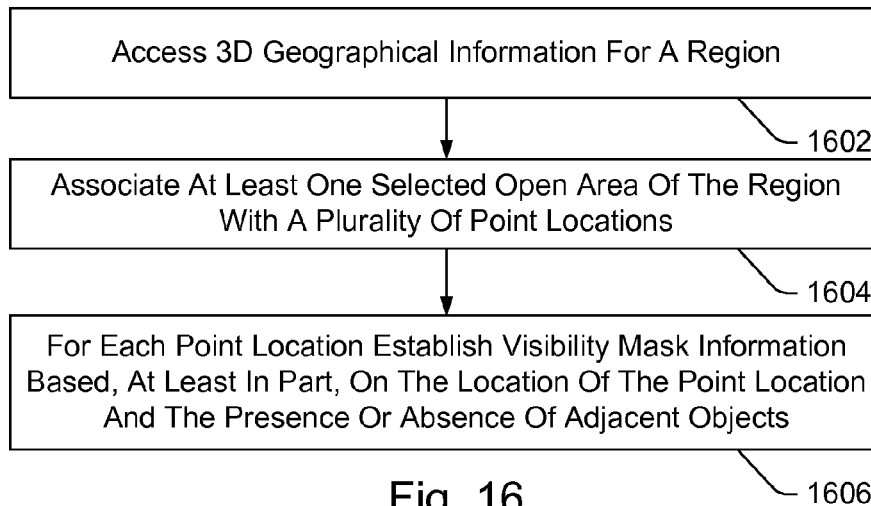 Access 3D Geographical Information For A Region
1602
Associate At Least One Selected Open Area Of The Region
With A Plurality Of Point Locations
1604
For Each Point Location Establish Visibility Mask Information
Based, At Least In Part, On The Location Of The Point Location
And The Presence Or Absence Of Adjacent Objects
1606
Fig. 16